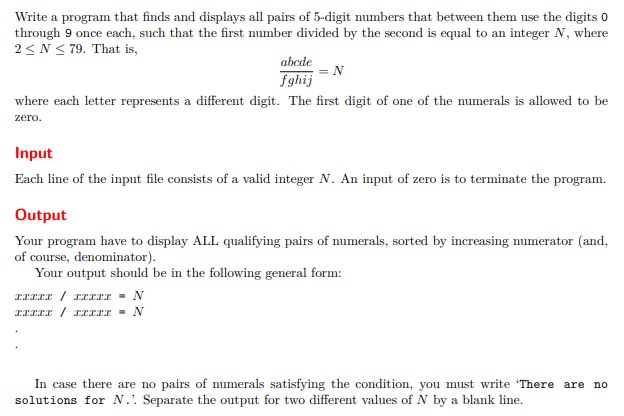 Write a program that finds and displays all pairs of 5-digit numbers that between them use the digits 0
through 9 once each, such that the first number divided by the second is equal to an integer N, where
2 ≤ N ≤ 79. That is,
abcde
fghij
= N
where each letter represents a different digit. The first digit of one of the numerals is allowed to be
zero.
Input
Each line of the input file consists of a valid integer N. An input of zero is to terminate the program.
Output
Your program have to display ALL qualifying pairs of numerals, sorted by increasing numerator (and,
of course, denominator).
Your output should be in the following general form:
xxxxx / xxxxx = N
xxxxx / xxxxx = N
.
.
In case there are no pairs of numerals satisfying the condition, you must write ‘There are no
solutions for N.’. Separate the output for two different values of N by a blank line.